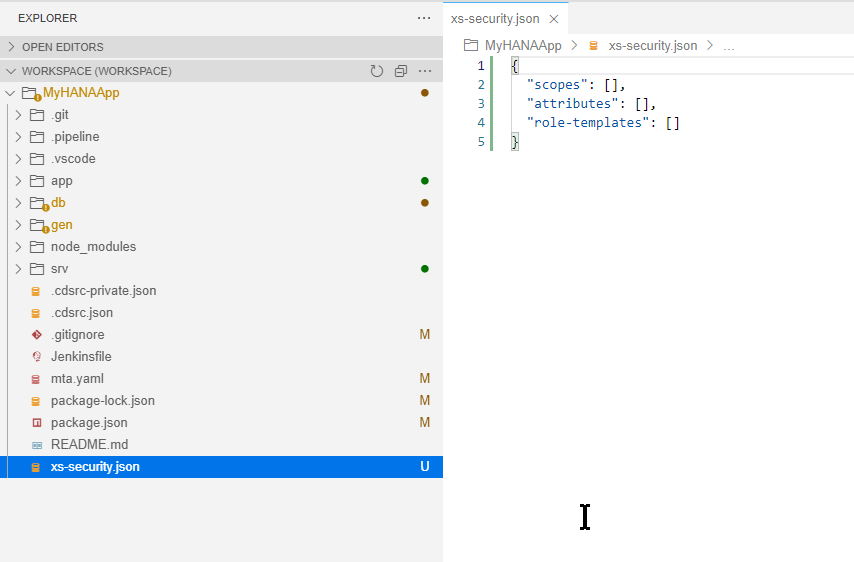 EXPLORER
OPEN EDITORS
WORKSPACE (WORKSPACE)
MyHANAApp
.git
.pipeline
.vscode
app
db
gen
node_modules
srv
.cdsrc-private.json
.cdsrc.json
.gitignore M
Jenkinsfile
mta.yaml M
package-lock.json M
package.json M
README.md
xs-security.json U
xs-security.json
MyHANAApp > xs-security.json > ...
1 {
2 "scopes": [],
3 "attributes": [],
4 "role-templates": []
5 }